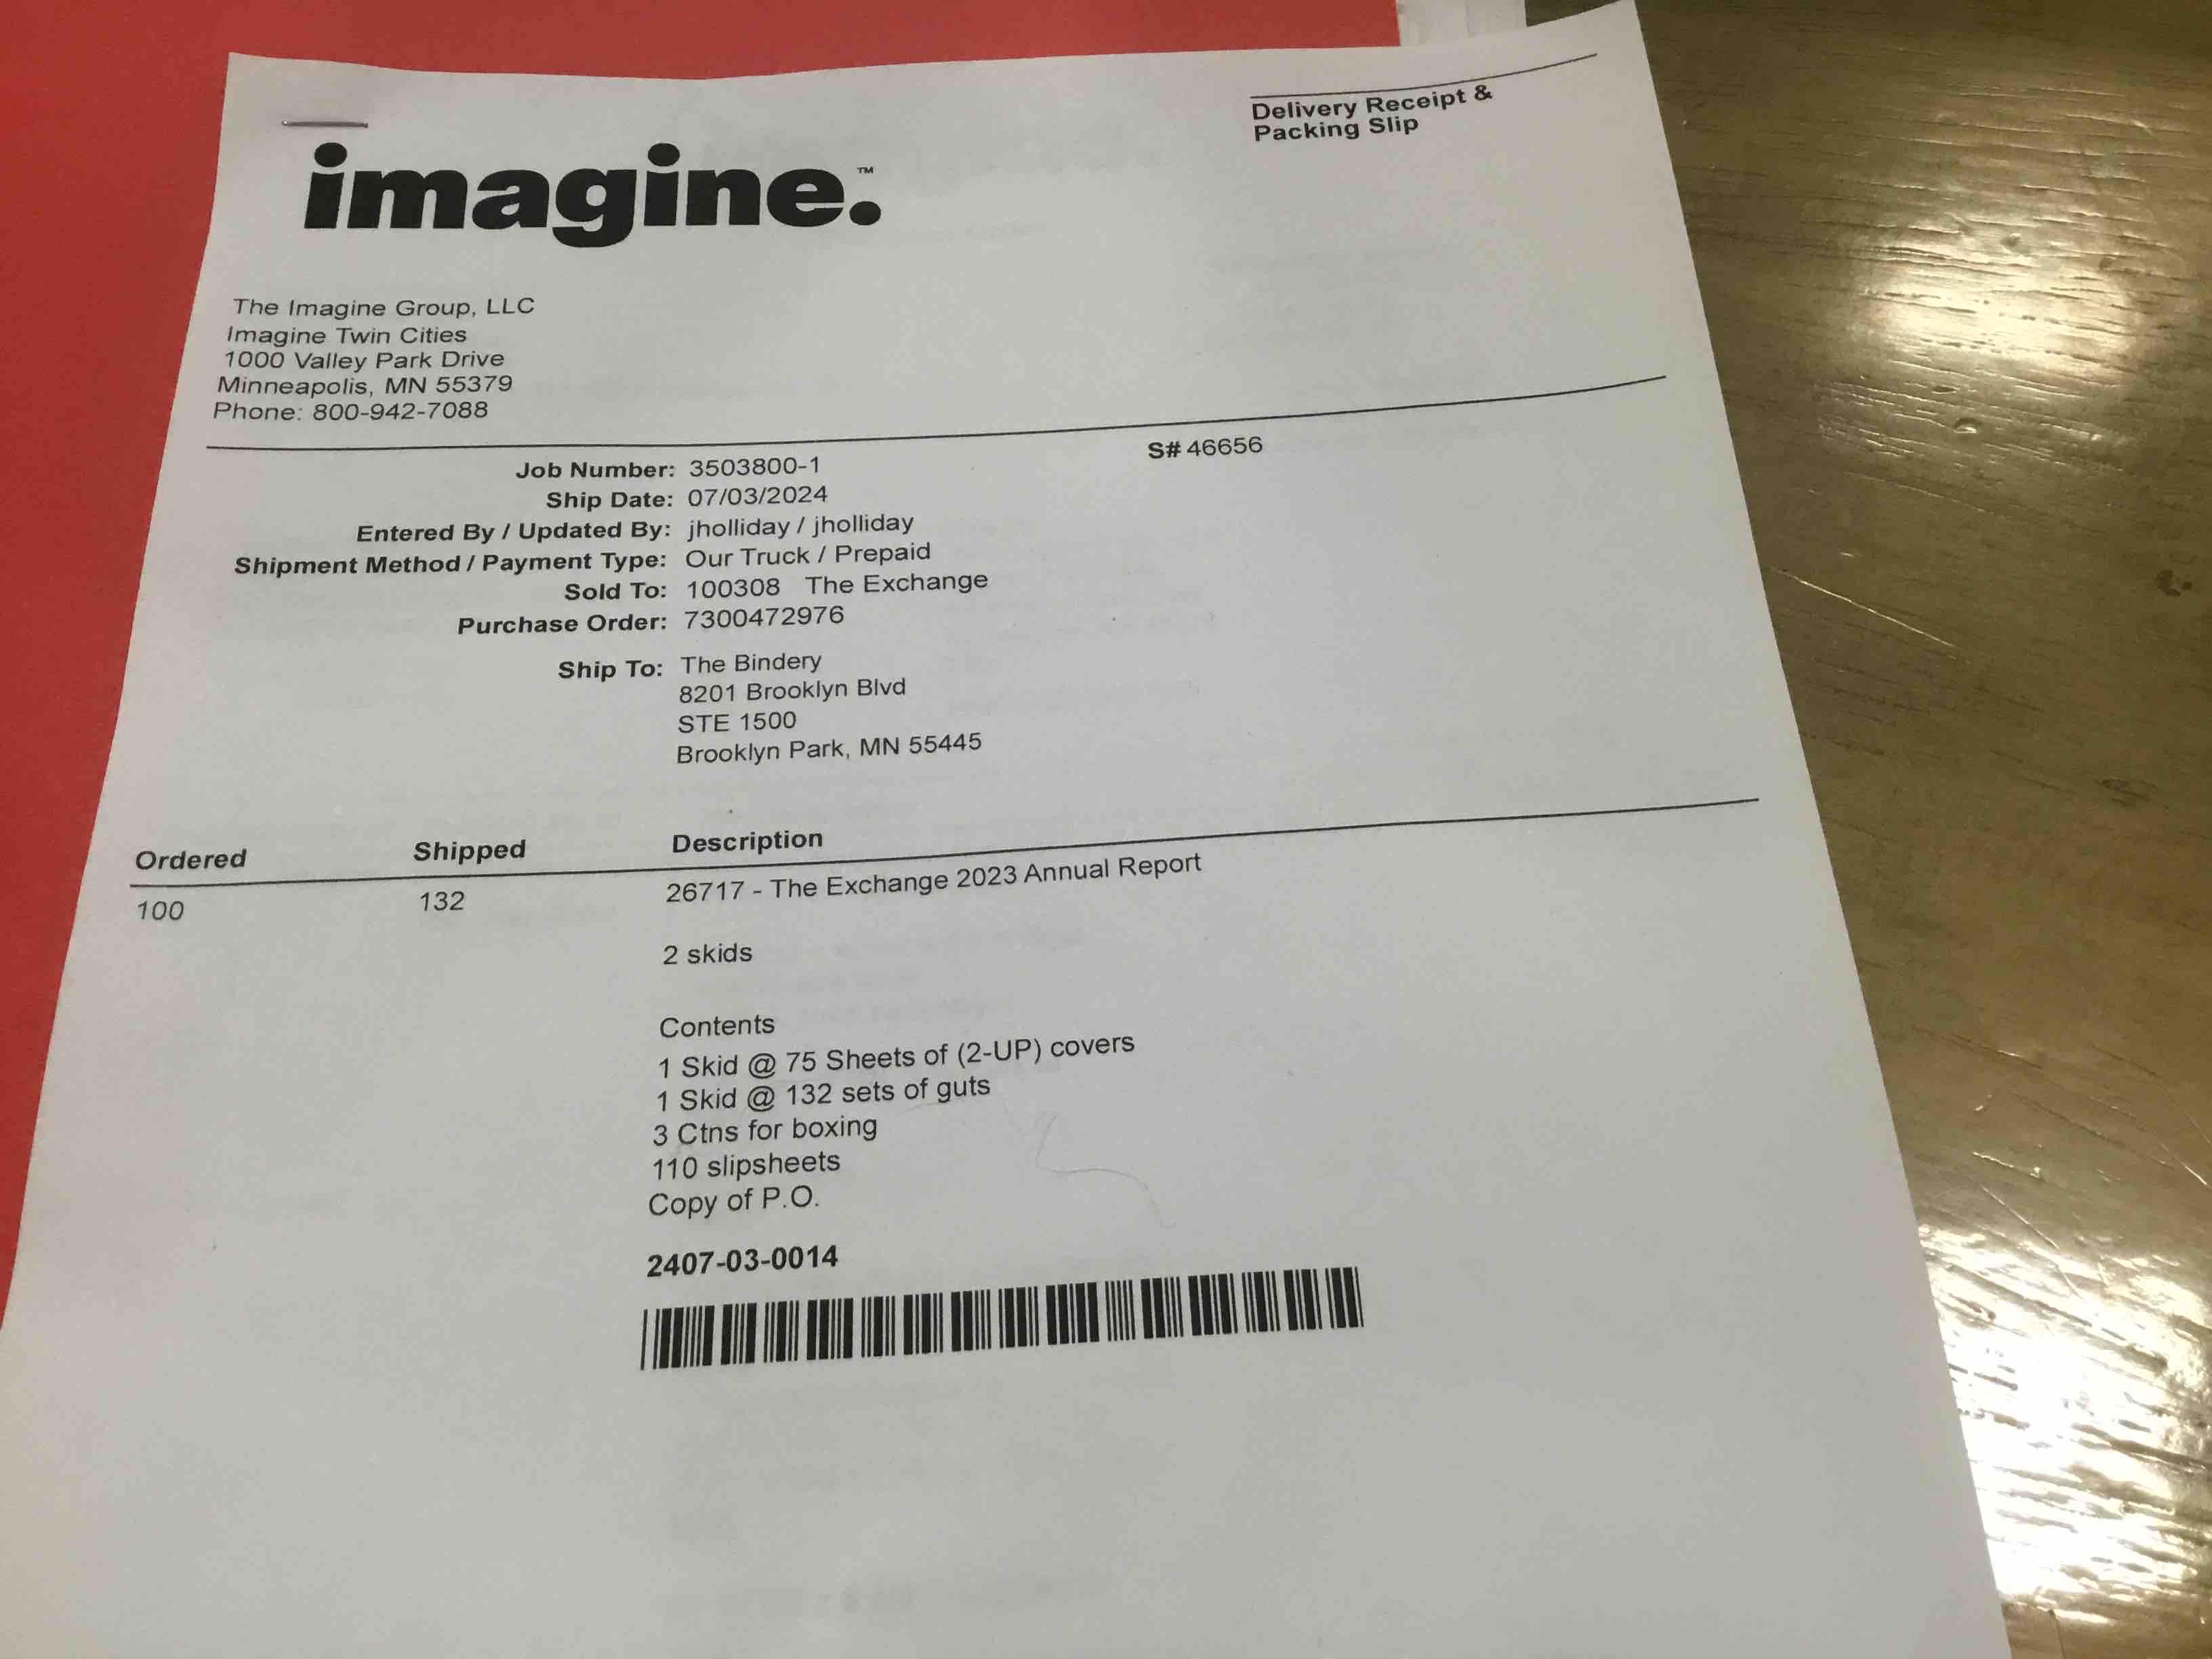 Delivery Receipt &
Packing Slip
imagine.™
The Imagine Group, LLC
Imagine Twin Cities
1000 Valley Park Drive
Minneapolis, MN 55379
Phone: 800-942-7088
S# 46656
Job Number: 3503800-1
Ship Date: 07/03/2024
Entered By / Updated By: jholliday / jholliday
Shipment Method / Payment Type: Our Truck / Prepaid
Sold To: 100308 The Exchange
Purchase Order: 7300472976
Ship To: The Bindery
8201 Brooklyn Blvd
STE 1500
Brooklyn Park, MN 55445
Ordered Shipped Description
100 132 26717 - The Exchange 2023 Annual Report
2 skids
Contents
1 Skid @ 75 Sheets of (2-UP) covers
1 Skid @ 132 sets of guts
3 Ctns for boxing
110 slipsheets
Copy of P.O.
2407-03-0014